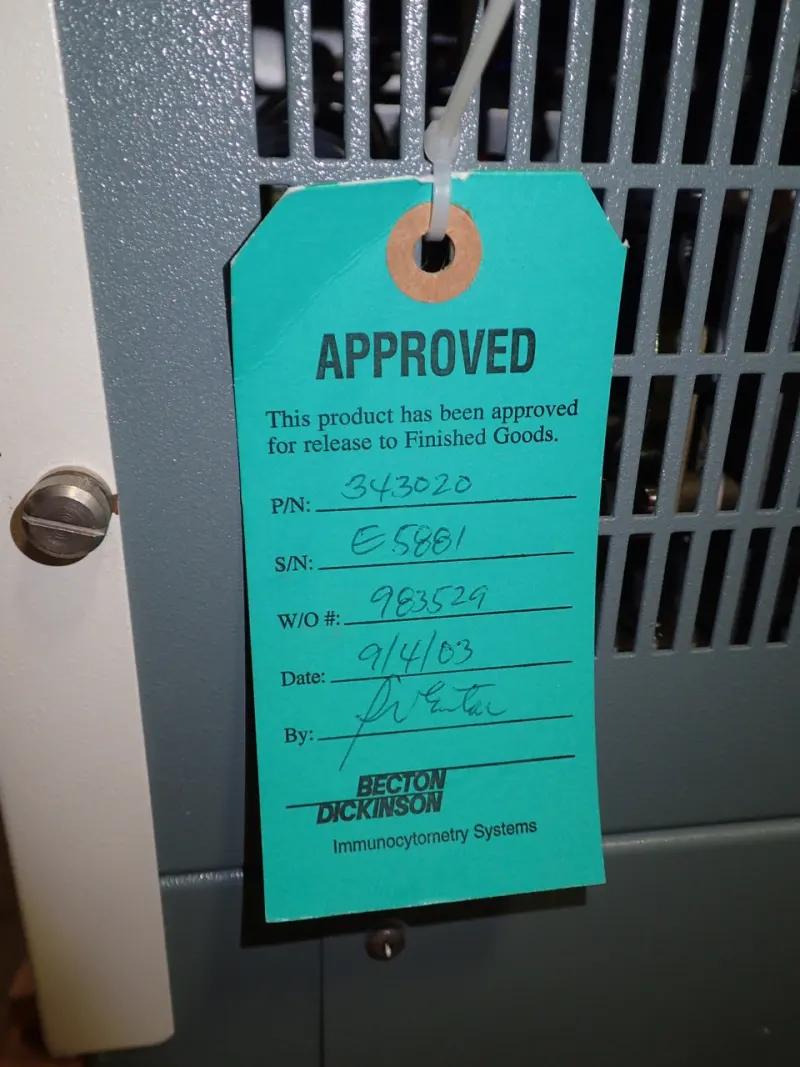 APPROVED
This product has been approved
for release to Finished Goods.
P/N: 343020
S/N: E5881
W/O #: 983529
Date: 9/4/03
By:
BECTON
DICKINSON
Immunocytometry Systems